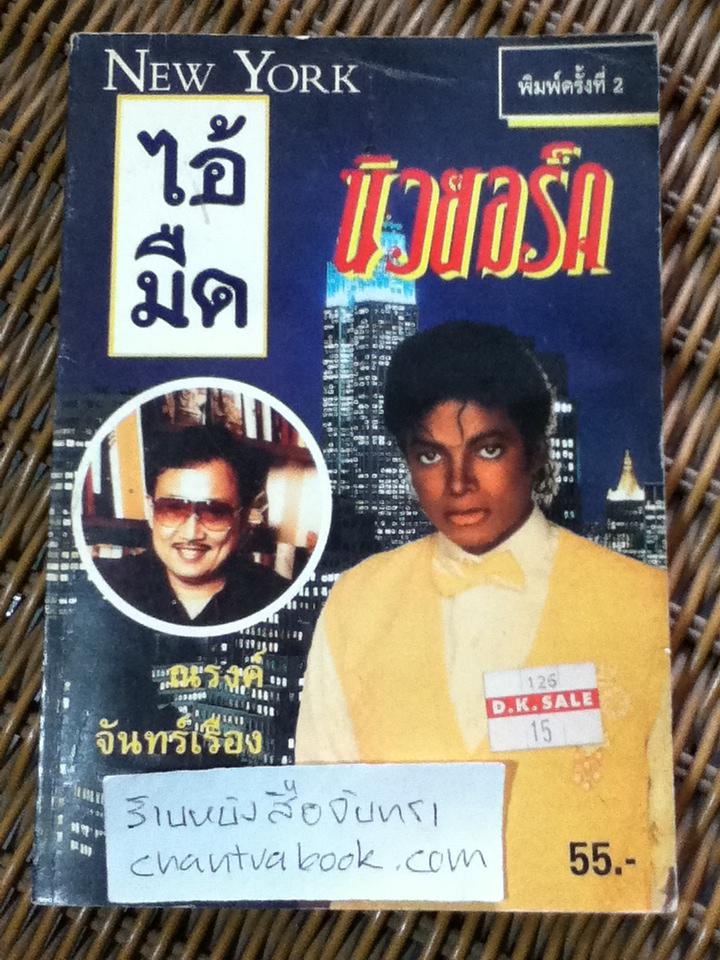 NEW YORK
พิมพ์ครั้งที่ 2
ไอ้
มืด
นิวยอร์ค
ณรงค์
จันทร์เรือง
126
D.K. SALE
15
ร้านหนังสือจันทรา
chantrabook.com
55.-